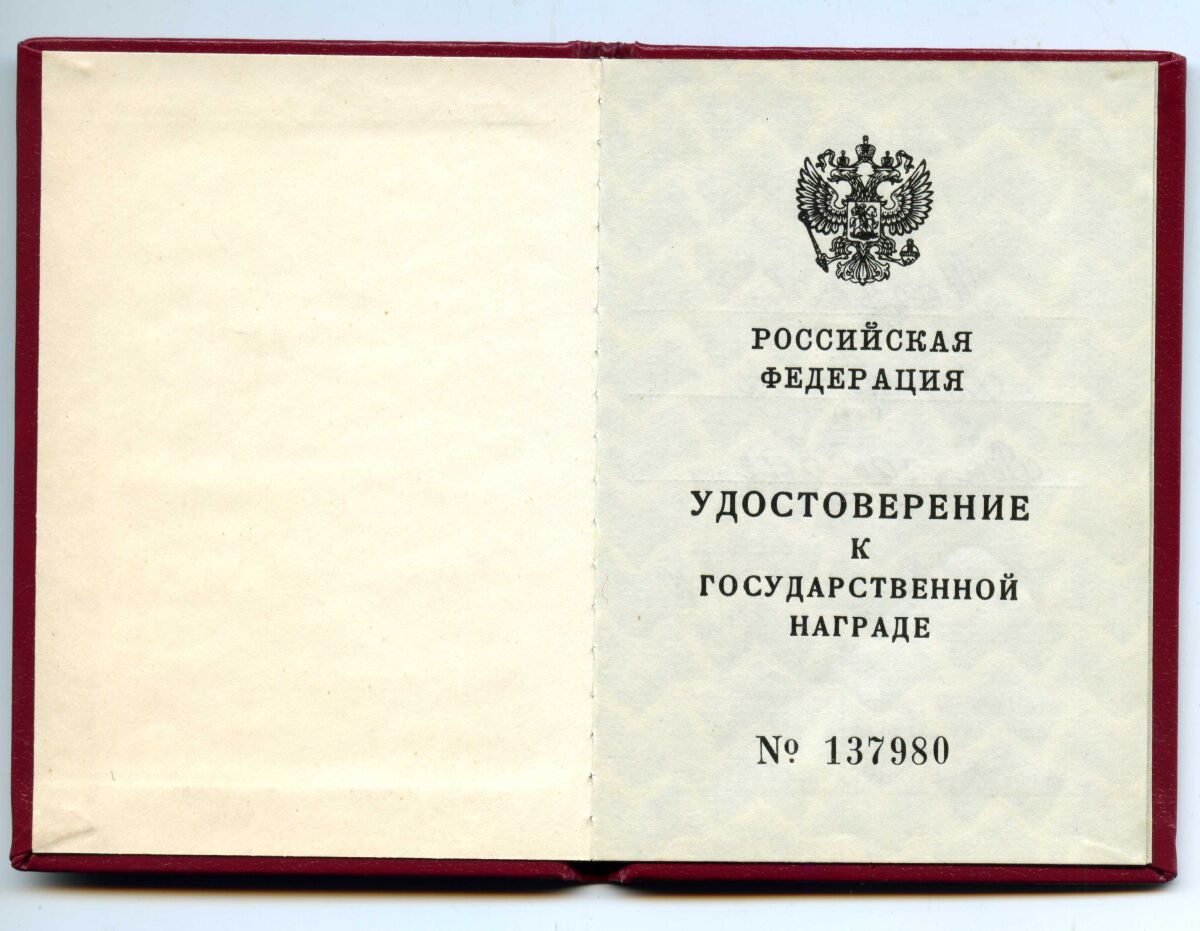 РОССИЙСКАЯ
ФЕДЕРАЦИЯ
УДОСТОВЕРЕНИЕ
К
ГОСУДАРСТВЕННОЙ
НАГРАДЕ
№ 137980